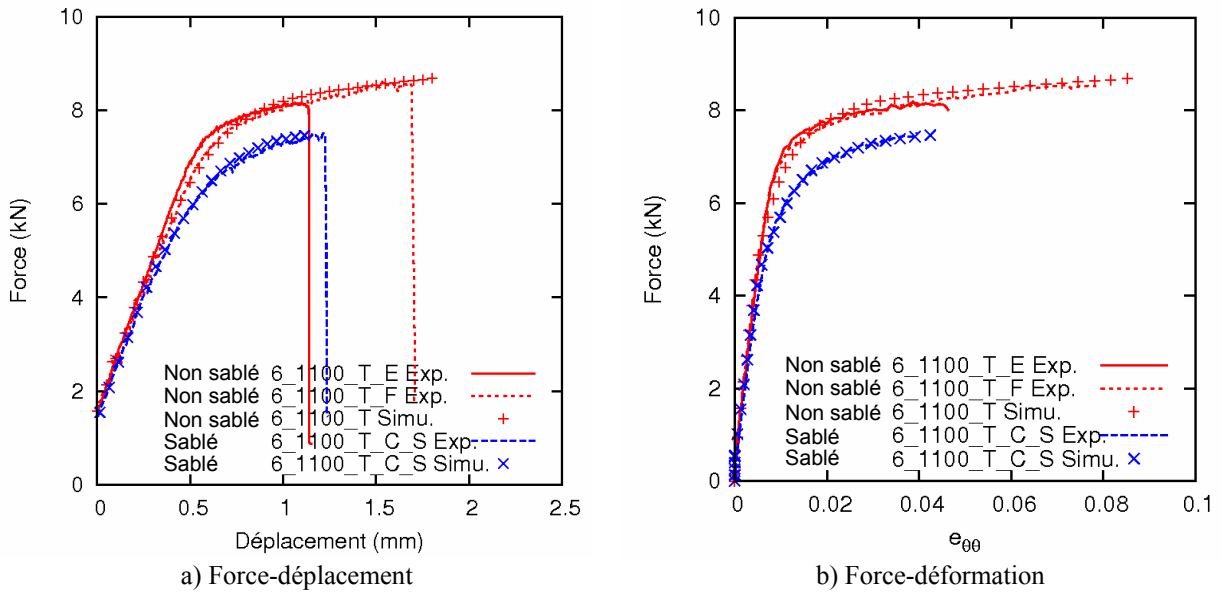 10
8
6
4
2
0
Force (kN)
Non sablé 6_1100_T_E Exp.
Non sablé 6_1100_T_F Exp.
Non sablé 6_1100_T Simu.
Sablé 6_1100_T_C_S Exp.
Sablé 6_1100_T_C_S Simu.
0 0.5 1 1.5 2 2.5
Déplacement (mm)
a) Force-déplacement
10
8
6
4
2
0
Force (kN)
Non sablé 6_1100_T_E Exp.
Non sablé 6_1100_T_F Exp.
Non sablé 6_1100_T Simu.
Sablé 6_1100_T_C_S Exp.
Sablé 6_1100_T_C_S Simu.
0 0.02 0.04 0.06 0.08 0.1
e_θθ
b) Force-déformation